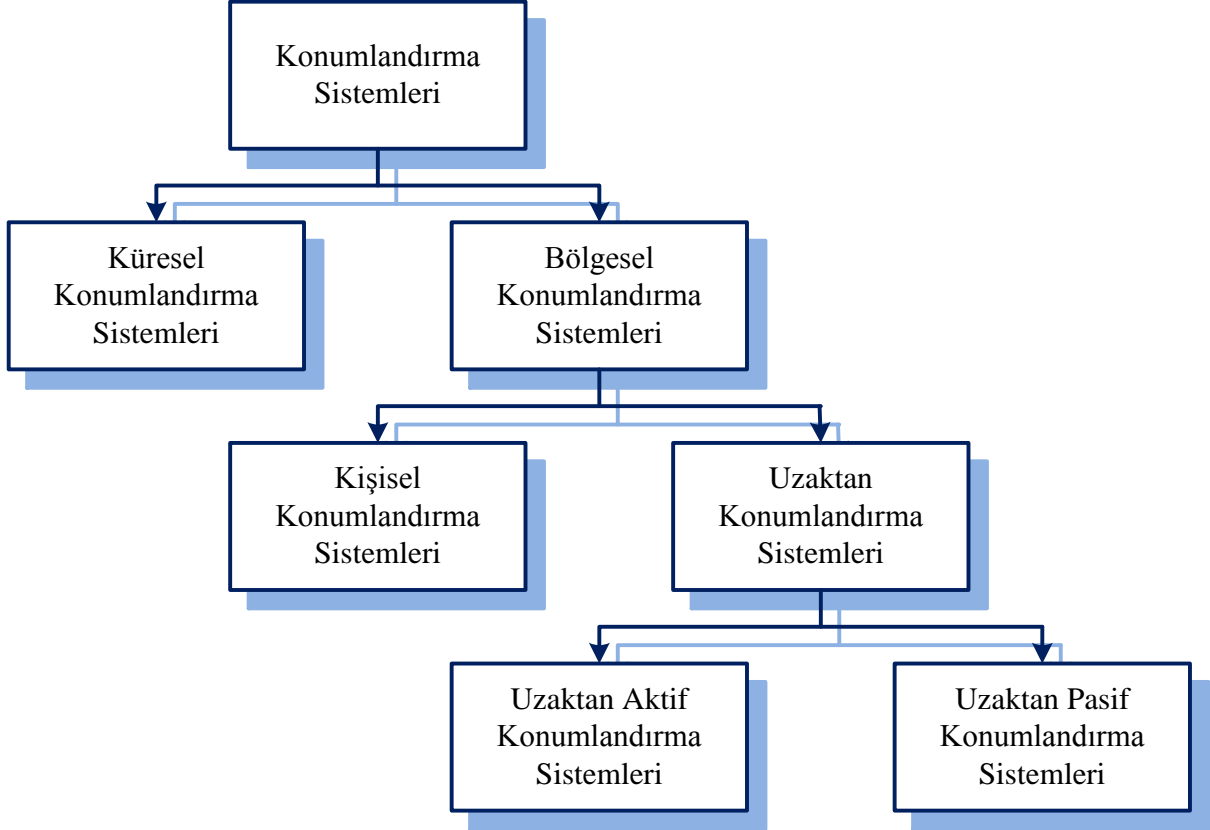 Konumlandırma
Sistemleri
Küresel
Konumlandırma
Sistemleri
Bölgesel
Konumlandırma
Sistemleri
Kişisel
Konumlandırma
Sistemleri
Uzaktan
Konumlandırma
Sistemleri
Uzaktan Aktif
Konumlandırma
Sistemleri
Uzaktan Pasif
Konumlandırma
Sistemleri